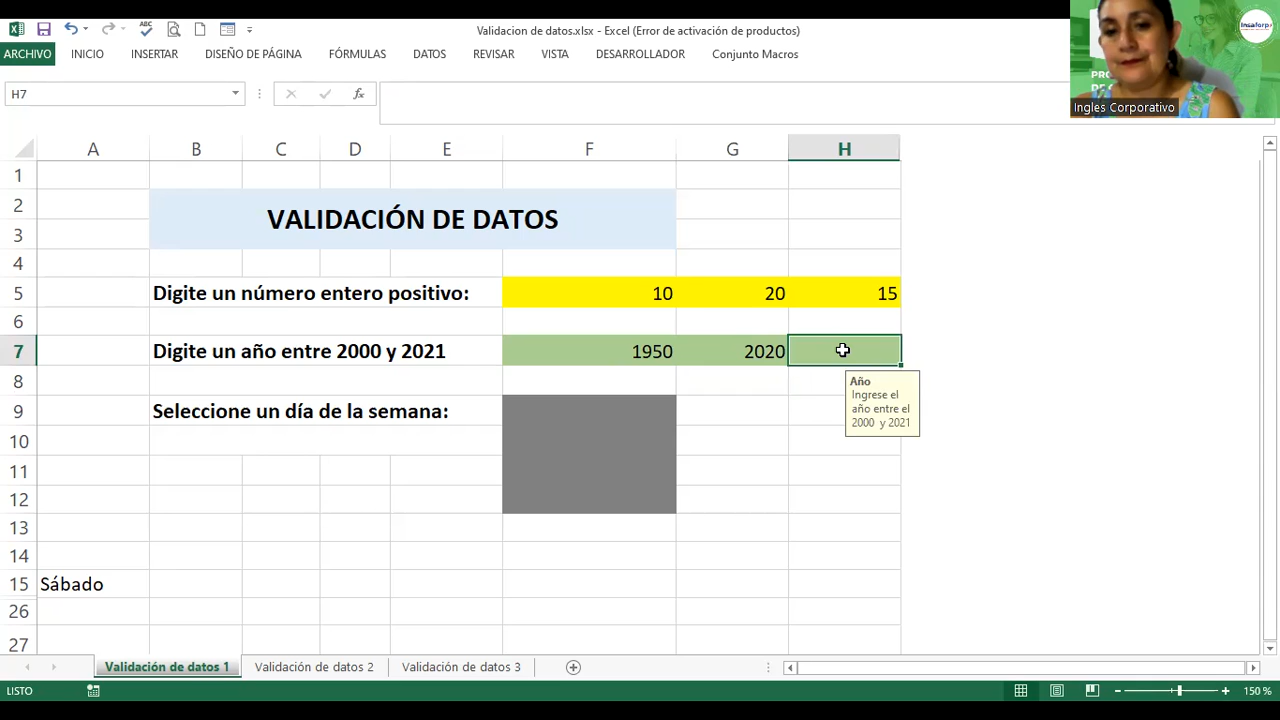 Validacion de datos.xlsx - Excel (Error de activación de productos)
ARCHIVO INICIO INSERTAR DISEÑO DE PÁGINA FÓRMULAS DATOS REVISAR VISTA DESARROLLADOR Conjunto Macros
Insaforp
Ingles Corporativo
H7 fx
A B C D E F G H
1
2 VALIDACIÓN DE DATOS
3
4
5 Digite un número entero positivo: 10 20 15
6
7 Digite un año entre 2000 y 2021 1950 2020
8
Año
Ingrese el
año entre el
2000 y 2021
9 Seleccione un día de la semana:
10
11
12
13
14
15 Sábado
26
27
Validación de datos 1 Validación de datos 2 Validación de datos 3
LISTO 150 %